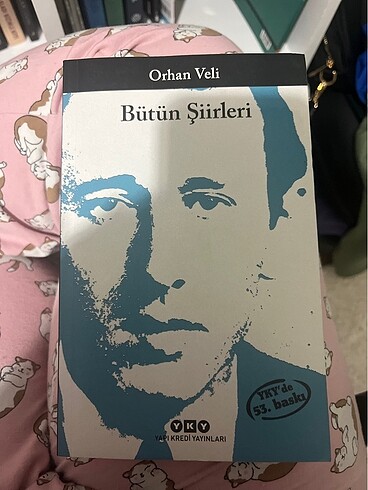 Orhan Veli
Bütün Şiirleri
YKY'de
53. baskı
YKY
YAPI KREDİ YAYINLARI